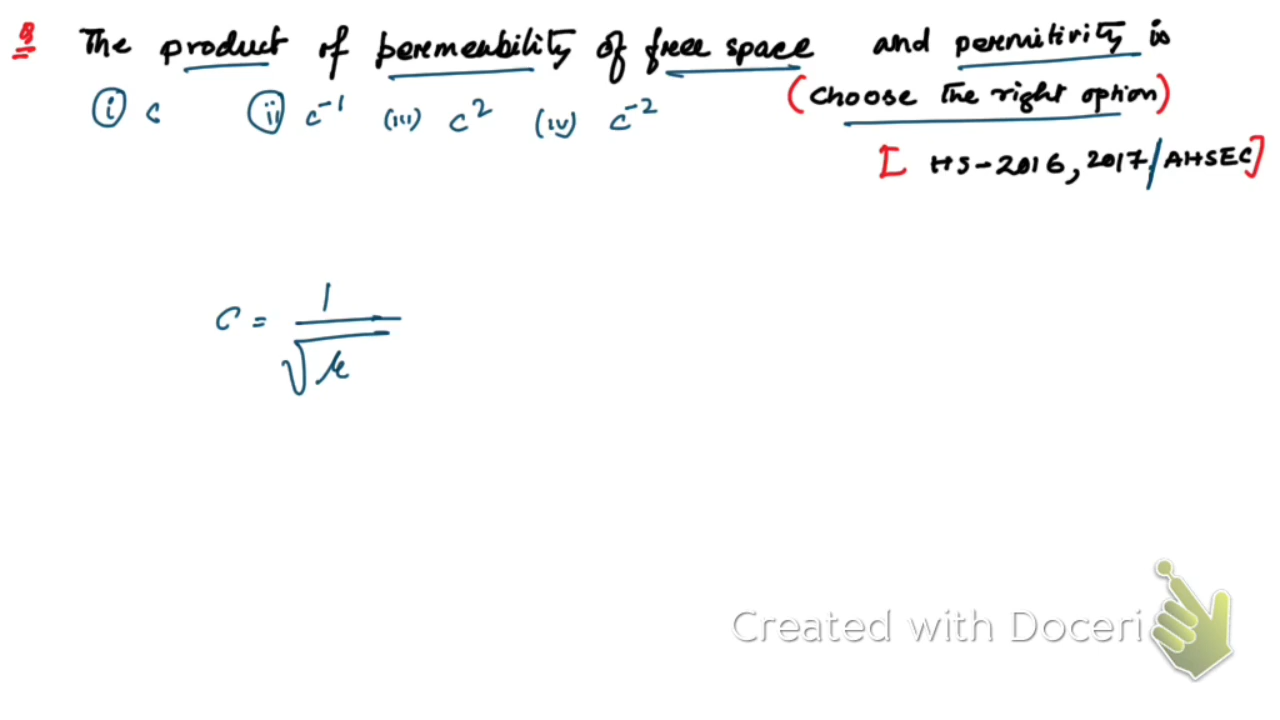 Q The product of permeability of free space and permitivity is
(i) c (ii) c⁻¹ (iii) c² (iv) c⁻² (Choose the right option)
[ HS-2016, 2017/AHSEC]
c = 1/√μ
Created with Doceri